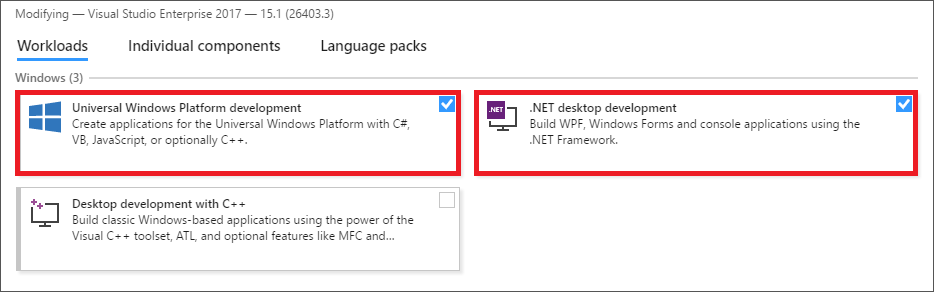 Modifying — Visual Studio Enterprise 2017 — 15.1 (26403.3)
Workloads Individual components Language packs
Windows (3)
Universal Windows Platform development
Create applications for the Universal Windows Platform with C#,
VB, JavaScript, or optionally C++.
.NET
.NET desktop development
Build WPF, Windows Forms and console applications using the
.NET Framework.
Desktop development with C++
Build classic Windows-based applications using the power of the
Visual C++ toolset, ATL, and optional features like MFC and...